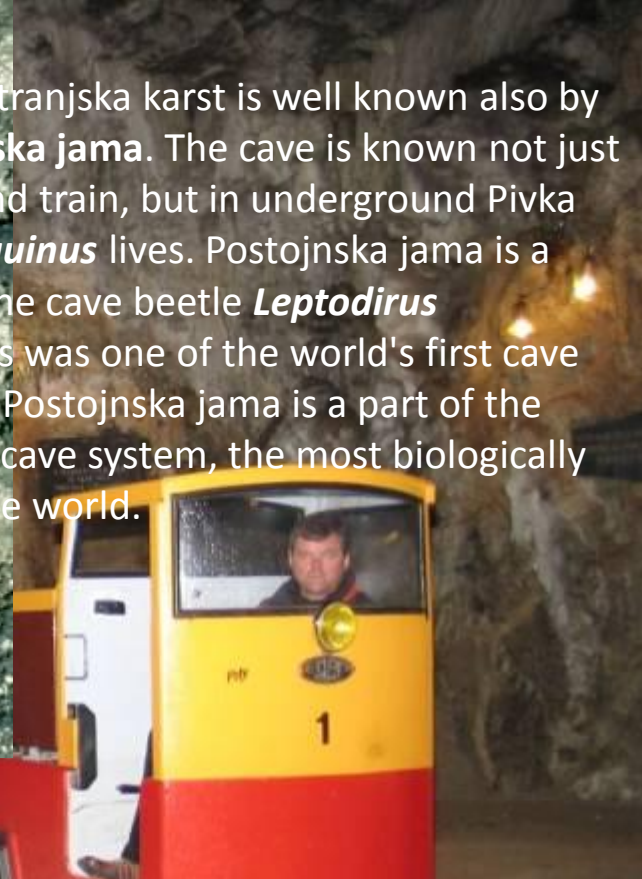 tranjska karst is well known also by
ska jama. The cave is known not just
nd train, but in underground Pivka
uinus lives. Postojnska jama is a
he cave beetle Leptodirus
s was one of the world's first cave
Postojnska jama is a part of the
cave system, the most biologically
e world.
1